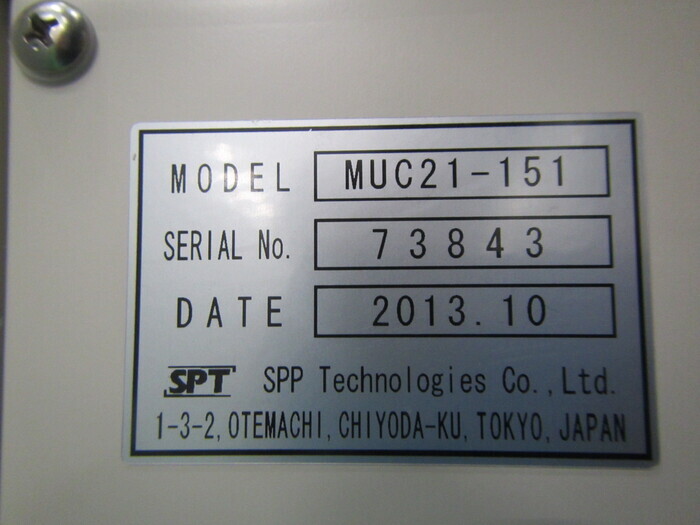 MODEL MUC21-151
SERIAL No. 73843
DATE 2013.10
SPT SPP Technologies Co.,Ltd.
1-3-2,OTEMACHI,CHIYODA-KU,TOKYO,JAPAN